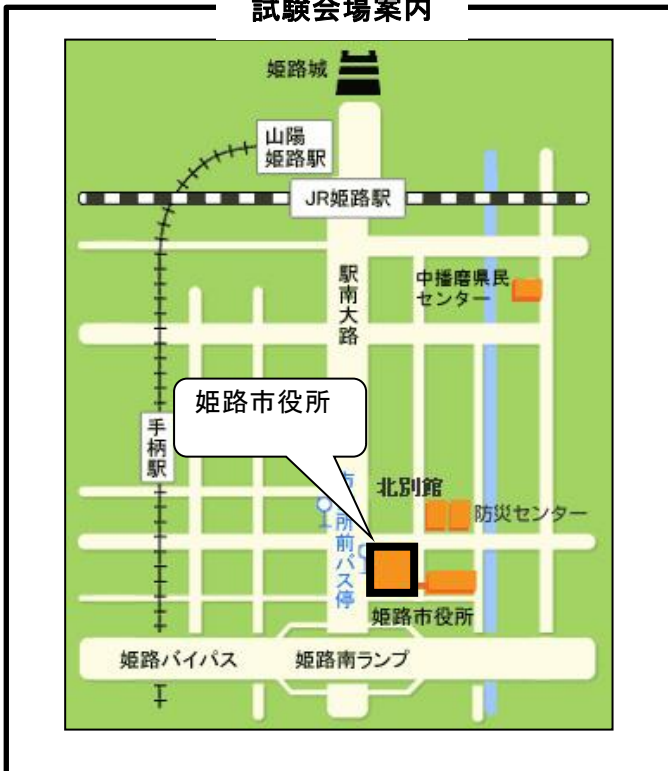 試験会場案内
姫路城
山陽
姫路駅
JR姫路駅
駅南大路
中播磨県民
センター
姫路市役所
手柄駅
北別館
防災センター
市
所前バス停
姫路市役所
姫路バイパス
姫路南ランプ